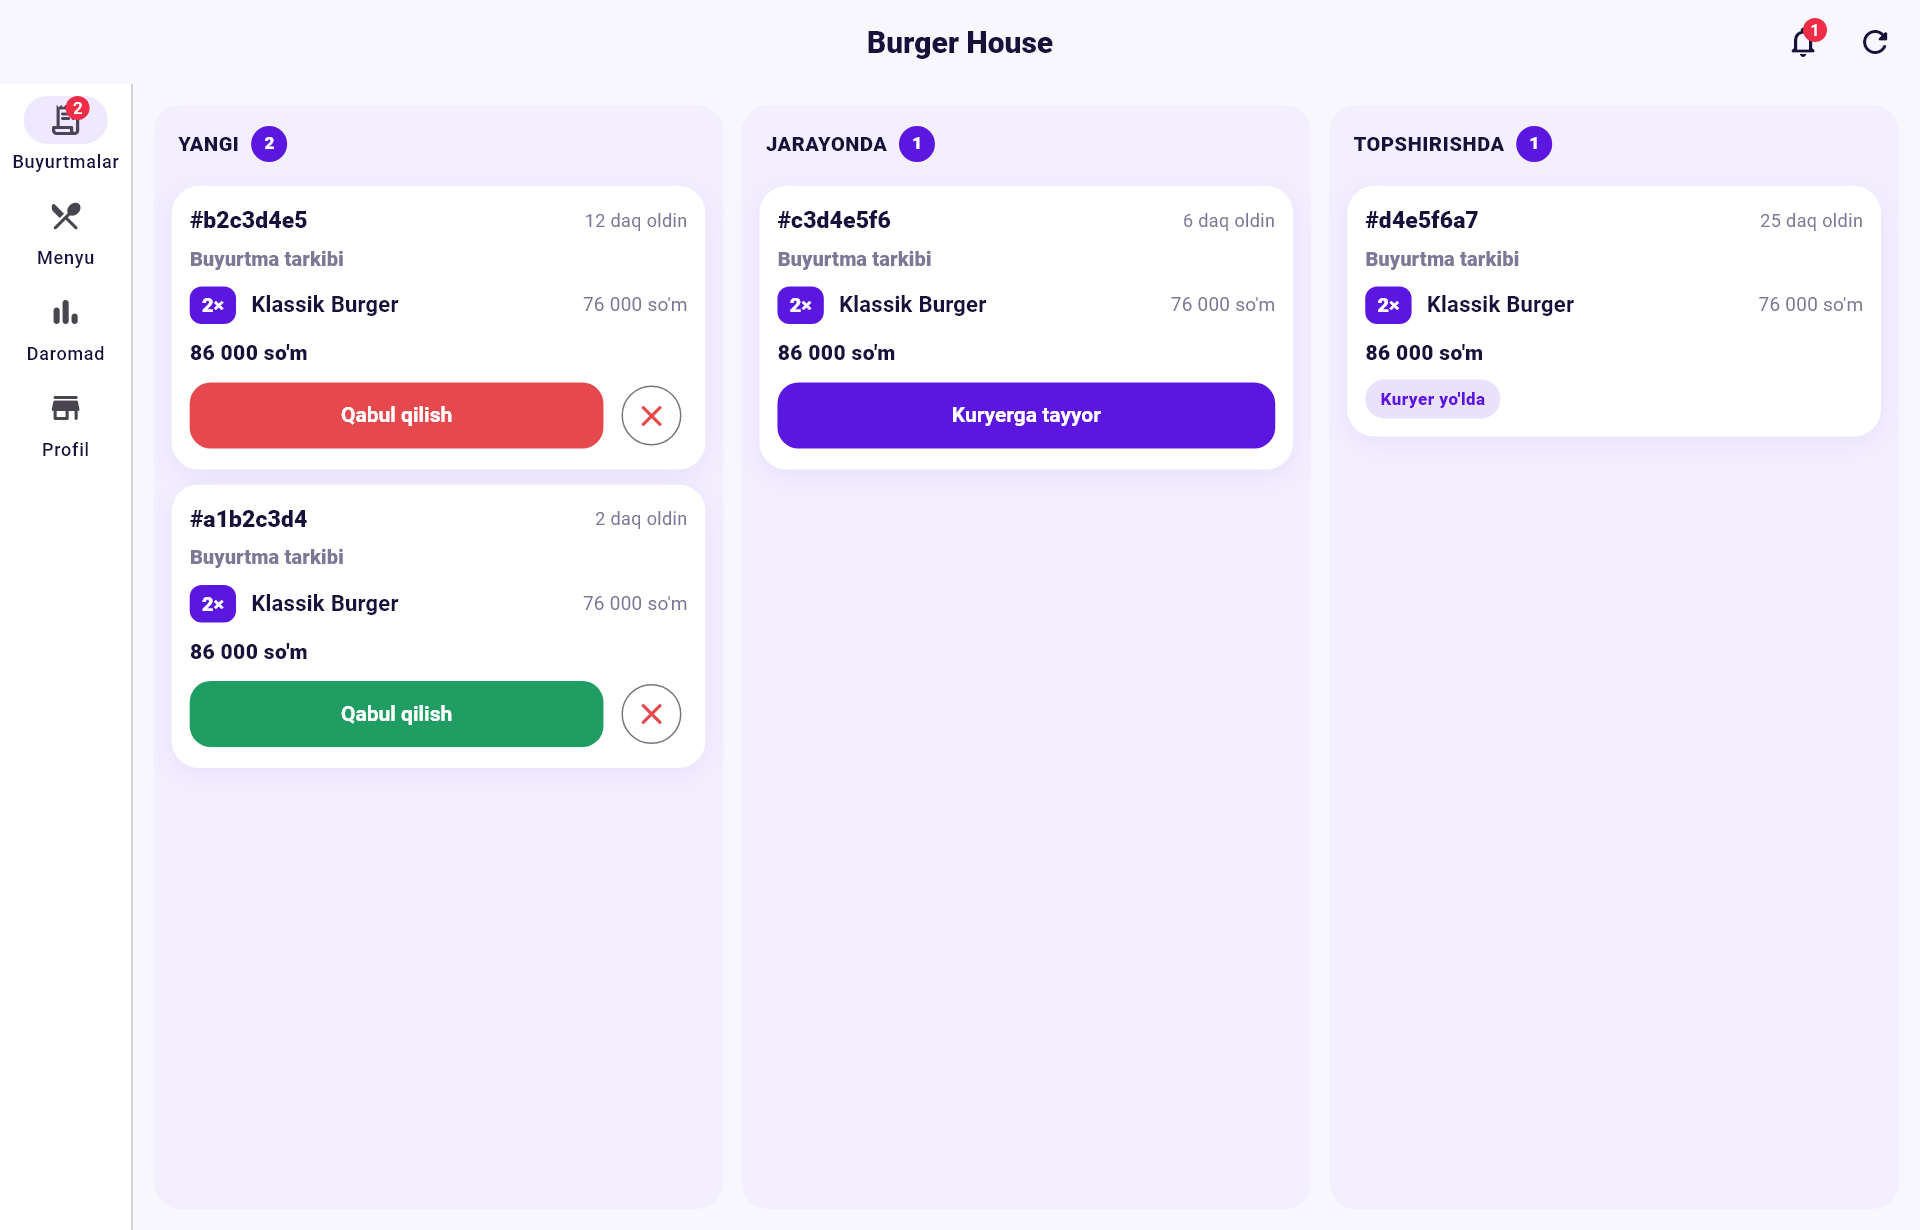 Burger House
1
2
Buyurtmalar
Menyu
Daromad
Profil
YANGI 2
#b2c3d4e5 12 daq oldin
Buyurtma tarkibi
2× Klassik Burger 76 000 so'm
86 000 so'm
Qabul qilish
#a1b2c3d4 2 daq oldin
Buyurtma tarkibi
2× Klassik Burger 76 000 so'm
86 000 so'm
Qabul qilish
JARAYONDA 1
#c3d4e5f6 6 daq oldin
Buyurtma tarkibi
2× Klassik Burger 76 000 so'm
86 000 so'm
Kuryerga tayyor
TOPSHIRISHDA 1
#d4e5f6a7 25 daq oldin
Buyurtma tarkibi
2× Klassik Burger 76 000 so'm
86 000 so'm
Kuryer yo'lda